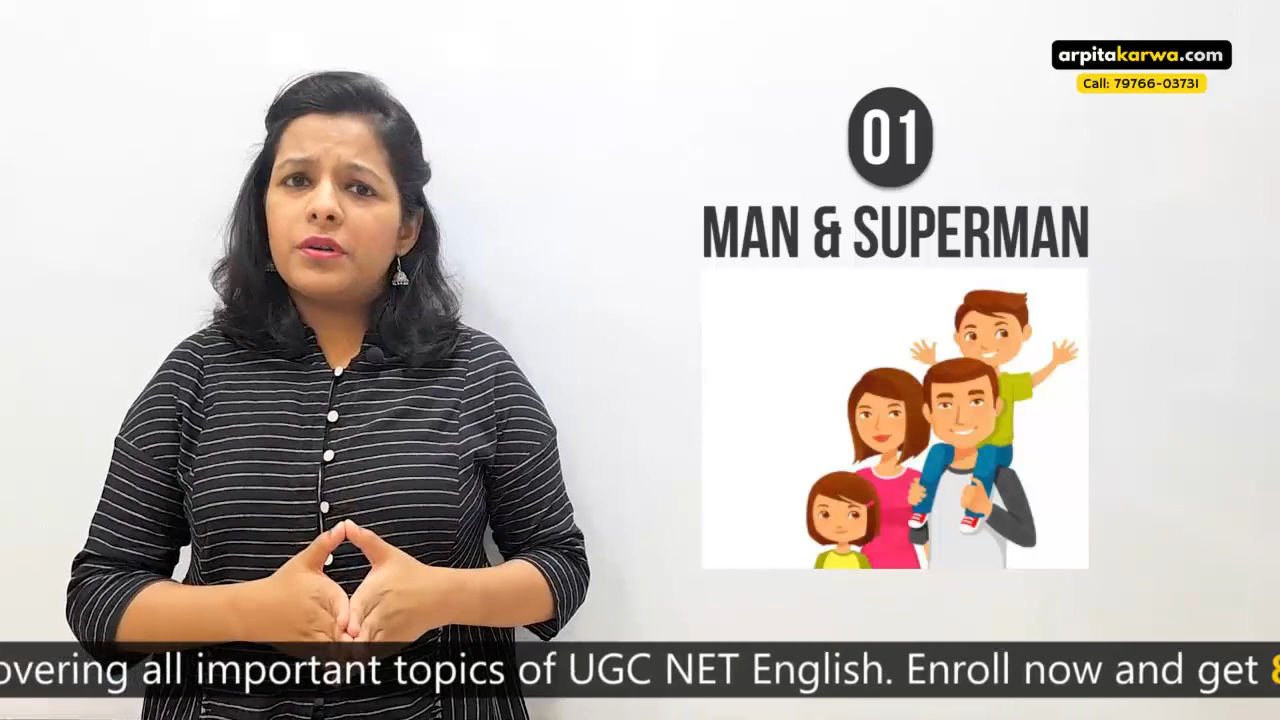 arpitakarwa.com
Call: 79766-03731
01
MAN & SUPERMAN
overing all important topics of UGC NET English. Enroll now and get